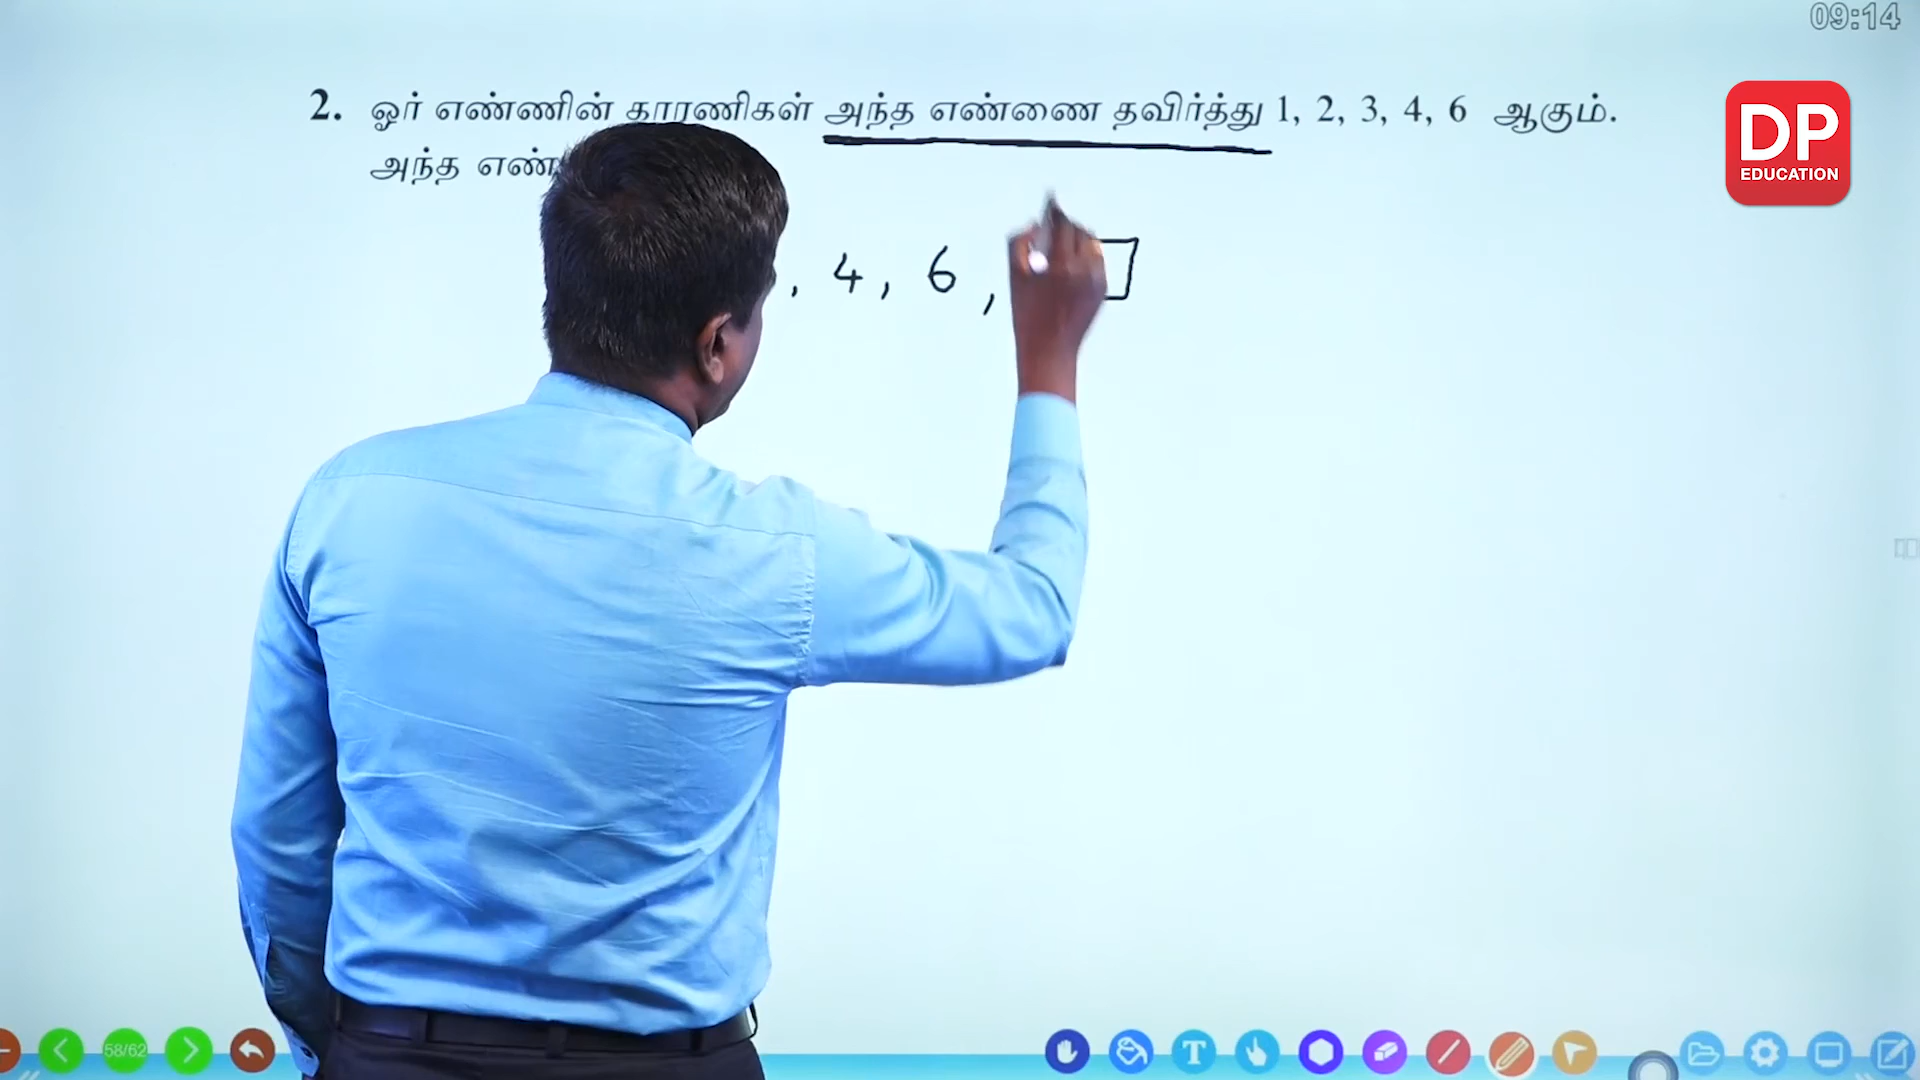 09:14
2. ஓர் எண்ணின் காரணிகள் அந்த எண்ணை தவிர்த்து 1, 2, 3, 4, 6 ஆகும்.
அந்த
, 4, 6,
DP
EDUCATION
58/62
T